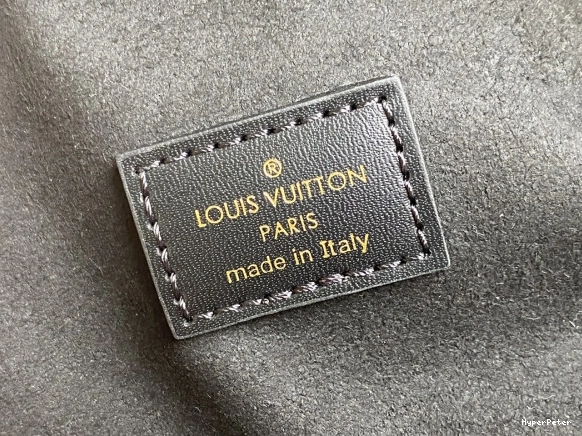 ®
LOUIS VUITTON
PARIS
made in Italy
HyperPeter